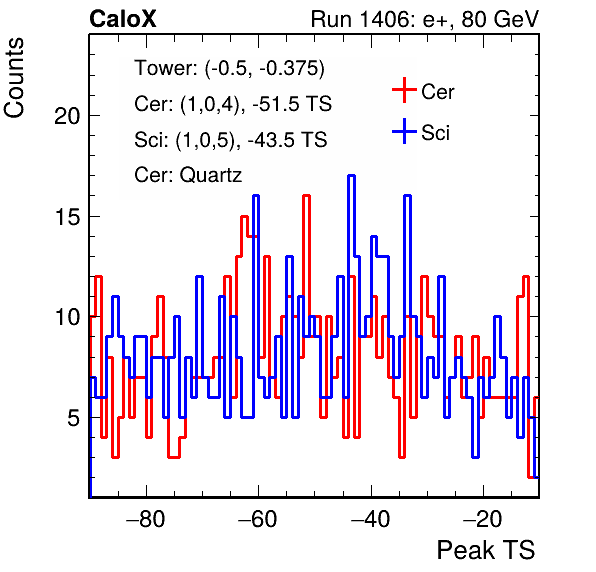 CaloX Run 1406: e+, 80 GeV
Counts
Tower: (-0.5, -0.375)
Cer: (1,0,4), -51.5 TS
Sci: (1,0,5), -43.5 TS
Cer: Quartz
Cer
Sci
20
15
10
5
−80 −60 −40 −20
Peak TS